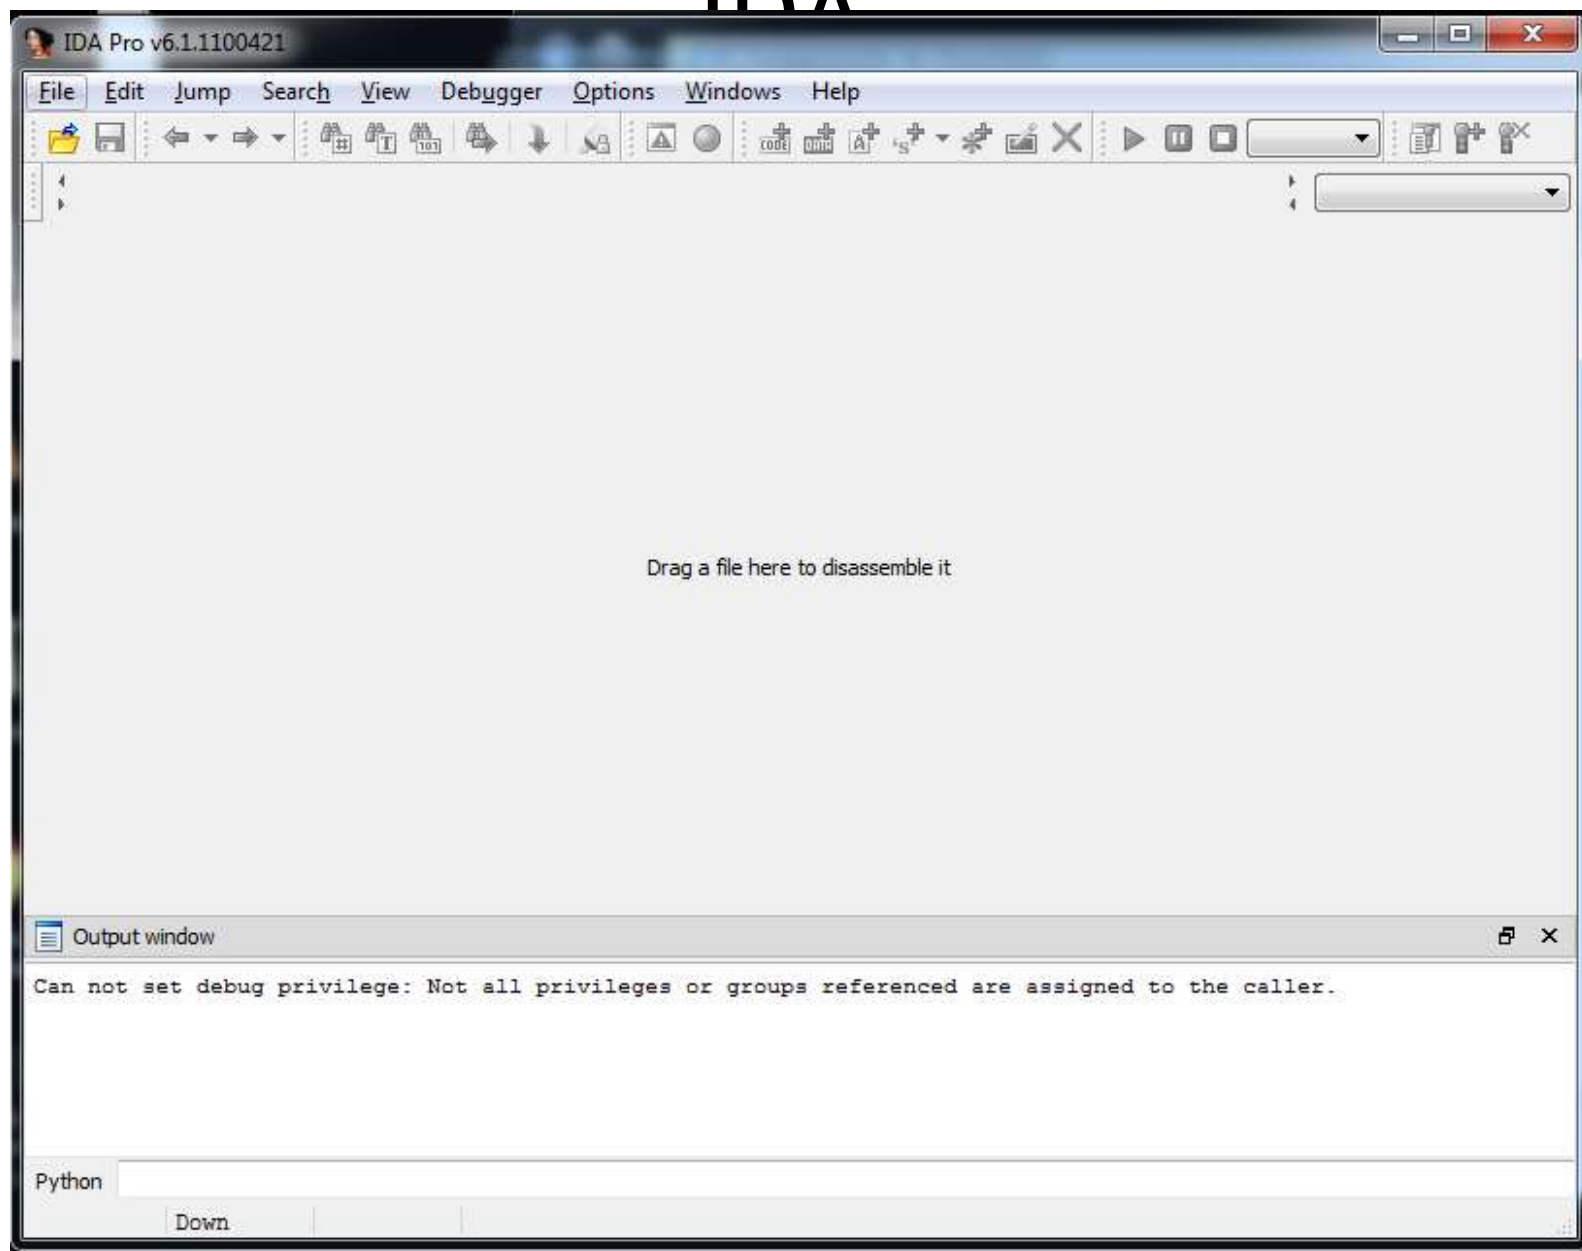 IDA
IDA Pro v6.1.1100421
File Edit Jump Search View Debugger Options Windows Help
Drag a file here to disassemble it
Output window
Can not set debug privilege: Not all privileges or groups referenced are assigned to the caller.
Python
Down